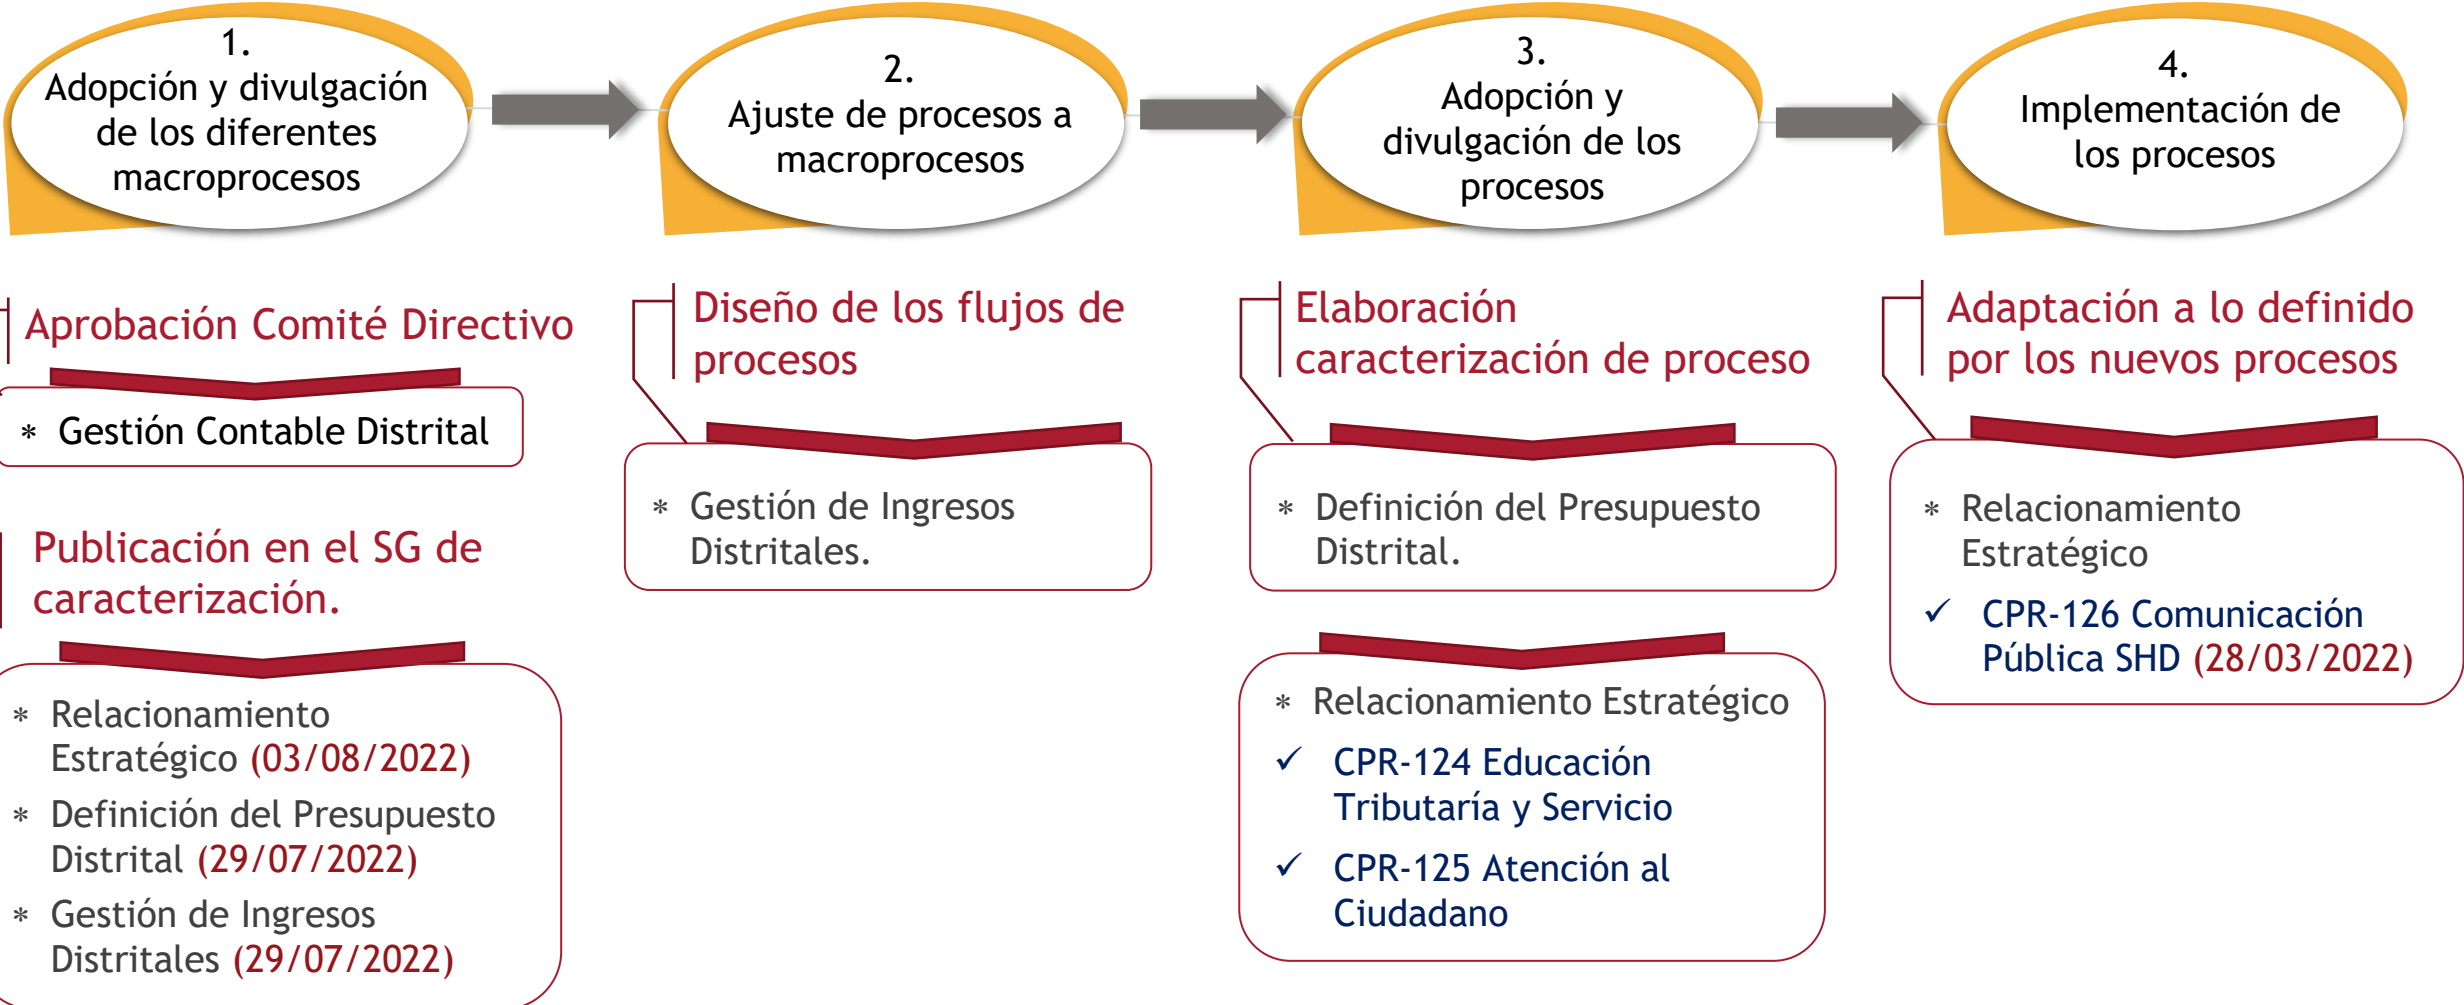 1.
Adopción y divulgación
de los diferentes
macroprocesos
2.
Ajuste de procesos a
macroprocesos
3.
Adopción y
divulgación de los
procesos
4.
Implementación de
los procesos
Aprobación Comité Directivo
* Gestión Contable Distrital
Publicación en el SG de
caracterización.
* Relacionamiento
Estratégico (03/08/2022)
* Definición del Presupuesto
Distrital (29/07/2022)
* Gestión de Ingresos
Distritales (29/07/2022)
Diseño de los flujos de
procesos
* Gestión de Ingresos
Distritales.
Elaboración
caracterización de proceso
* Definición del Presupuesto
Distrital.
* Relacionamiento Estratégico
✓ CPR-124 Educación
Tributaría y Servicio
✓ CPR-125 Atención al
Ciudadano
Adaptación a lo definido
por los nuevos procesos
* Relacionamiento
Estratégico
✓ CPR-126 Comunicación
Pública SHD (28/03/2022)